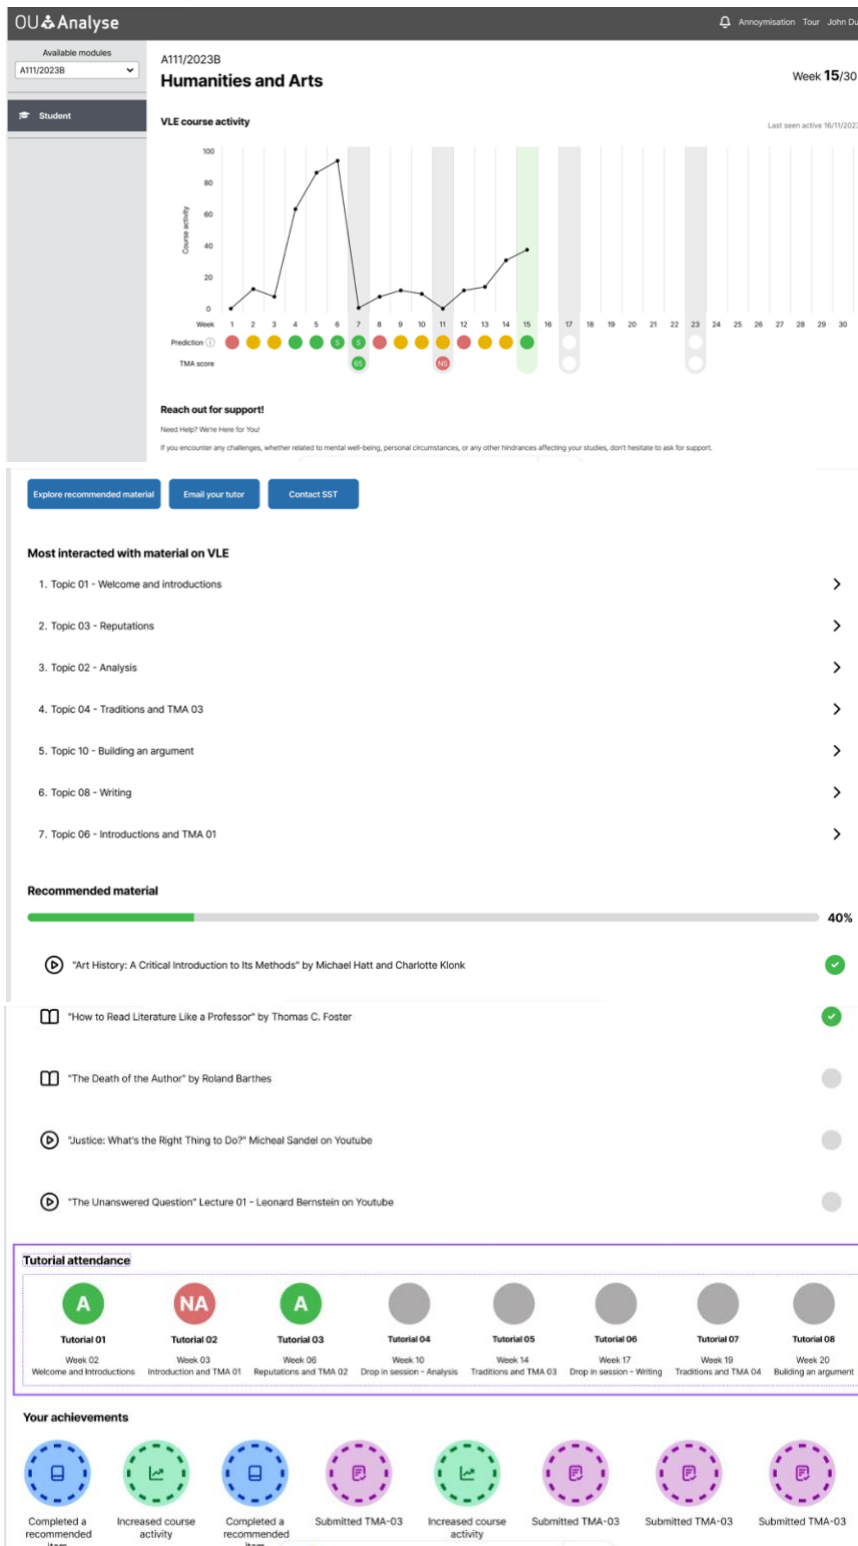 OU Analyse
Annoymisation Tour John Du
Available modules
A111/2023B
Student
A111/2023B
Humanities and Arts
Week 15/30
VLE course activity
Last seen active 16/11/2023
100
80
60
40
20
0
Course activity
Week 1 2 3 4 5 6 7 8 9 10 11 12 13 14 15 16 17 18 19 20 21 22 23 24 25 26 27 28 29 30
Prediction i S S
TMA score 65 NS
Reach out for support!
Need Help? We're Here for You!
If you encounter any challenges, whether related to mental well-being, personal circumstances, or any other hindrances affecting your studies, don't hesitate to ask for support.
Explore recommended material Email your tutor Contact SST
Most interacted with material on VLE
1. Topic 01 - Welcome and introductions
2. Topic 03 - Reputations
3. Topic 02 - Analysis
4. Topic 04 - Traditions and TMA 03
5. Topic 10 - Building an argument
6. Topic 08 - Writing
7. Topic 06 - Introductions and TMA 01
Recommended material
40%
"Art History: A Critical Introduction to Its Methods" by Michael Hatt and Charlotte Klonk
"How to Read Literature Like a Professor" by Thomas C. Foster
"The Death of the Author" by Roland Barthes
"Justice: What's the Right Thing to Do?" Micheal Sandel on Youtube
"The Unanswered Question" Lecture 01 - Leonard Bernstein on Youtube
Tutorial attendance
A NA A
Tutorial 01 Tutorial 02 Tutorial 03 Tutorial 04 Tutorial 05 Tutorial 06 Tutorial 07 Tutorial 08
Week 02 Week 03 Week 06 Week 10 Week 14 Week 17 Week 19 Week 20
Welcome and Introductions Introduction and TMA 01 Reputations and TMA 02 Drop in session - Analysis Traditions and TMA 03 Drop in session - Writing Traditions and TMA 04 Building an argument
Your achievements
Completed a Increased course Completed a Submitted TMA-03 Increased course Submitted TMA-03 Submitted TMA-03 Submitted TMA-03
recommended activity recommended activity
item item